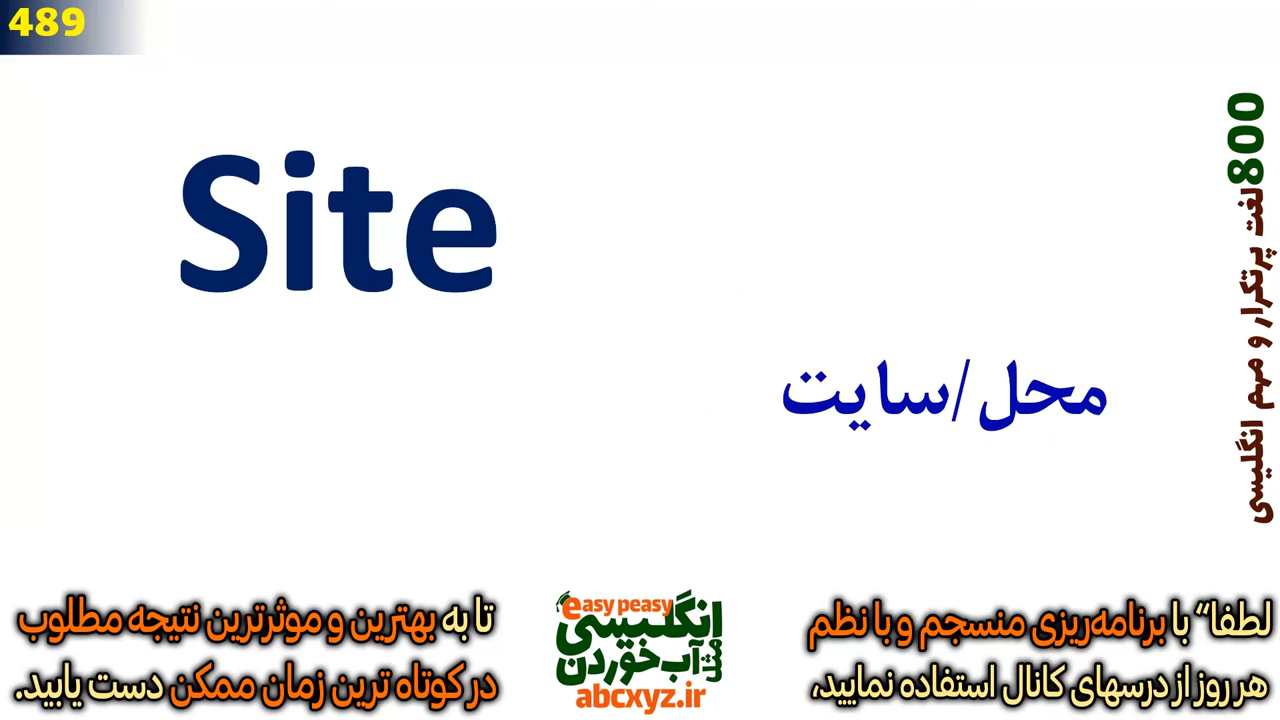 489
Site
محل/سایت
800 لغت پرتکرار و مهم انگلیسی
لطفا“ با برنامه‌ریزی منسجم و با نظم
هر روز از درسهای کانال استفاده نمایید،
easy peasy
انگلیسی
مثل آب خوردن
abcxyz.ir
تا به بهترین و موثرترین نتیجه مطلوب
در کوتاه ترین زمان ممکن دست یابید.